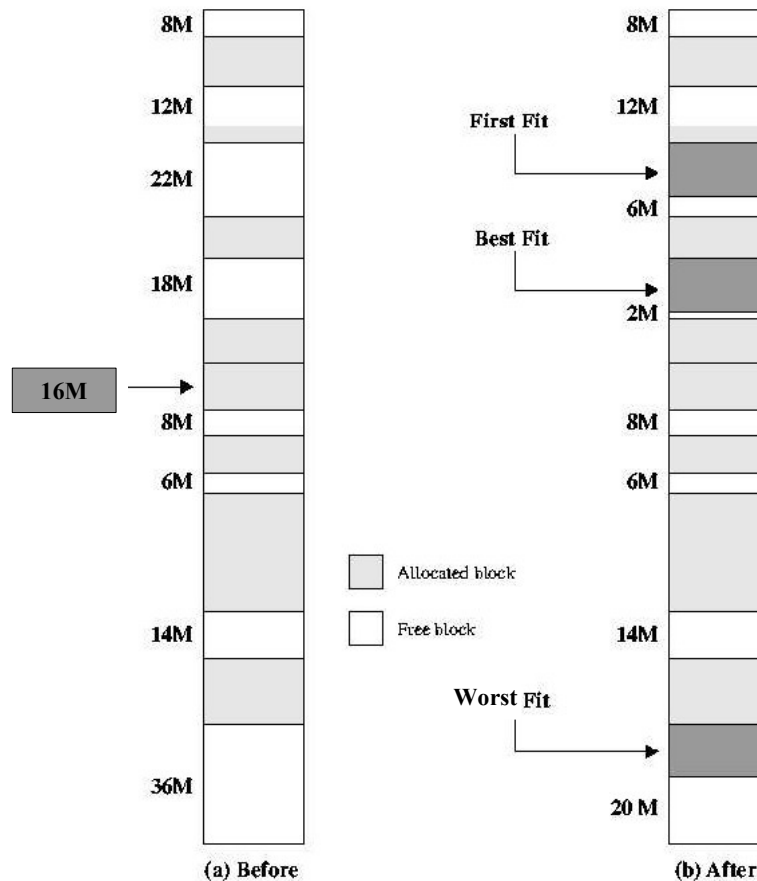 8M
12M
22M
18M
16M
8M
6M
14M
36M
(a) Before
Allocated block
Free block
First Fit
Best Fit
Worst Fit
8M
12M
6M
2M
8M
6M
14M
20 M
(b) After